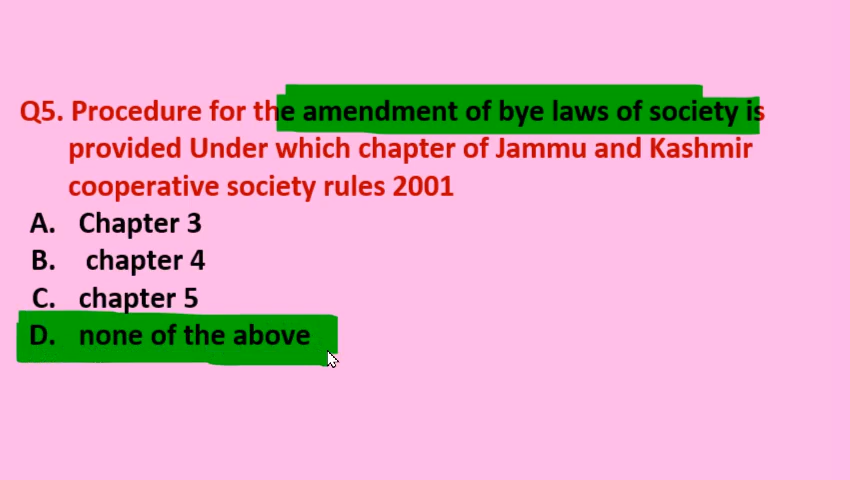 Q5. Procedure for the amendment of bye laws of society is
provided Under which chapter of Jammu and Kashmir
cooperative society rules 2001
A. Chapter 3
B. chapter 4
C. chapter 5
D. none of the above